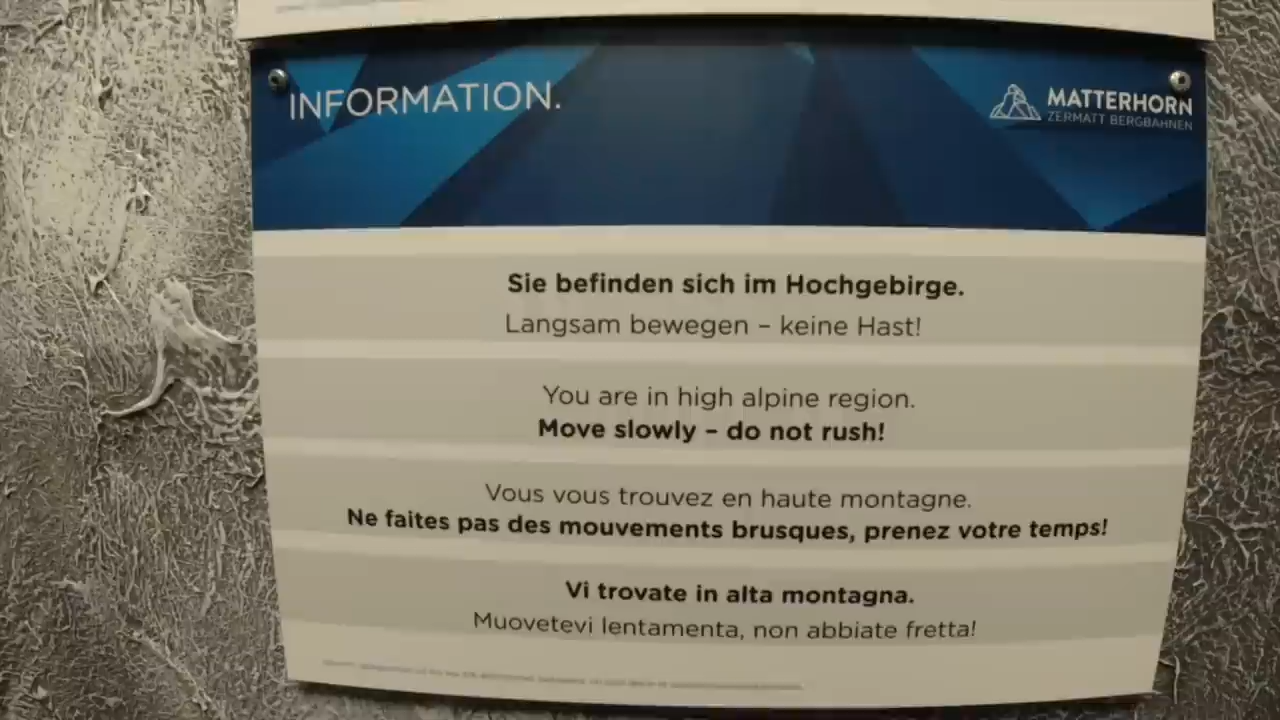 INFORMATION.
MATTERHORN
ZERMATT BERGBAHNEN
Sie befinden sich im Hochgebirge.
Langsam bewegen – keine Hast!
You are in high alpine region.
Move slowly – do not rush!
Vous vous trouvez en haute montagne.
Ne faites pas des mouvements brusques, prenez votre temps!
Vi trovate in alta montagna.
Muovetevi lentamenta, non abbiate fretta!